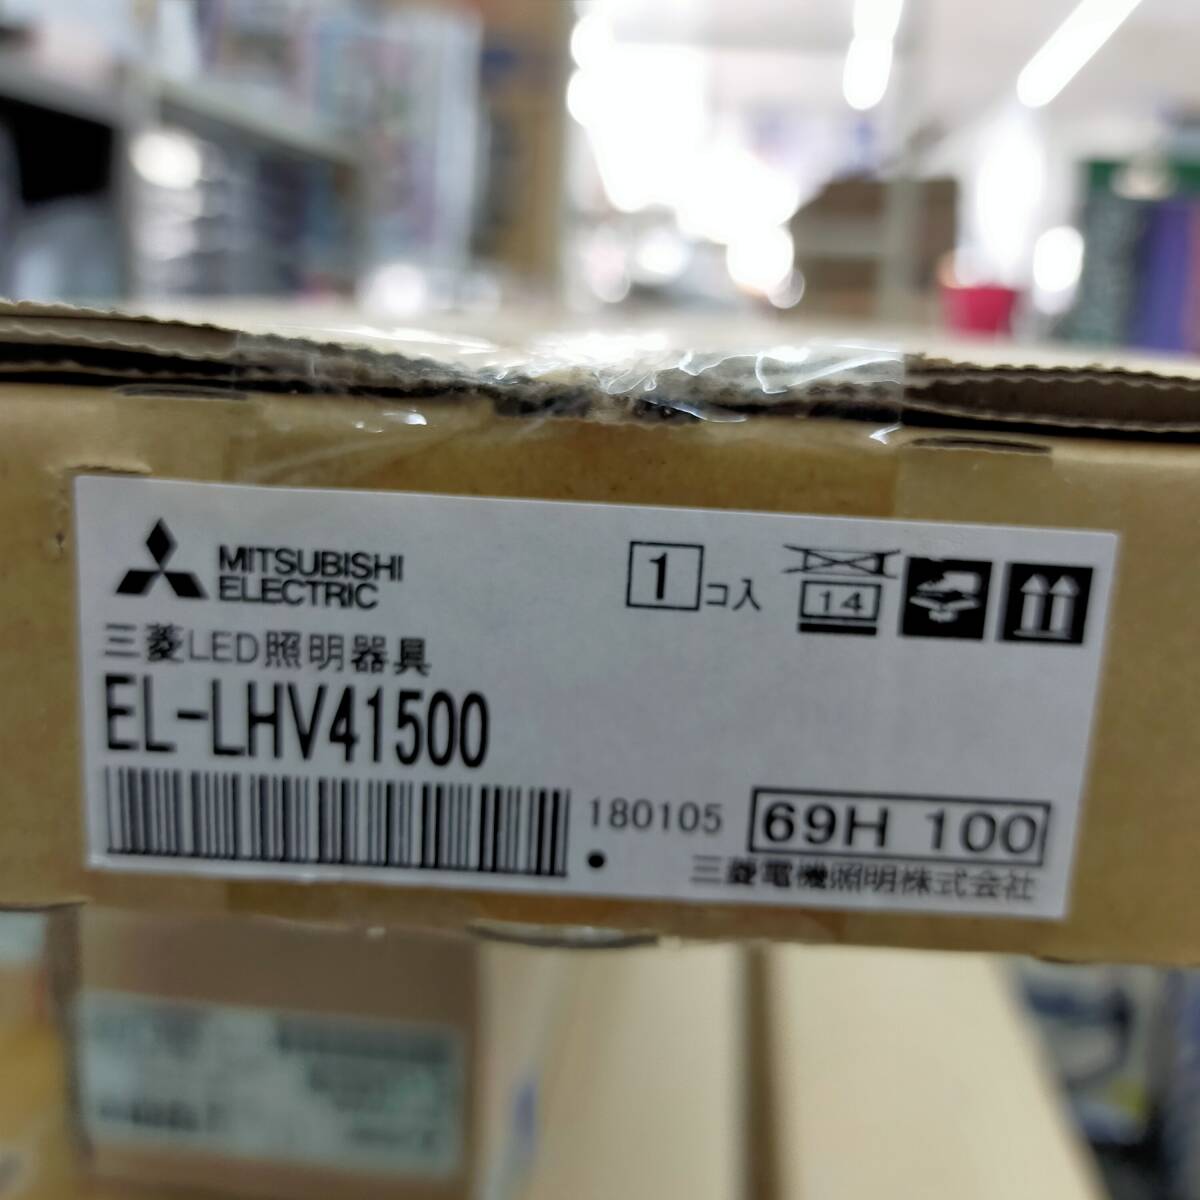 MITSUBISHI
ELECTRIC
1コ入
14
三菱LED照明器具
EL-LHV41500
180105
69H 100
三菱電機照明株式会社